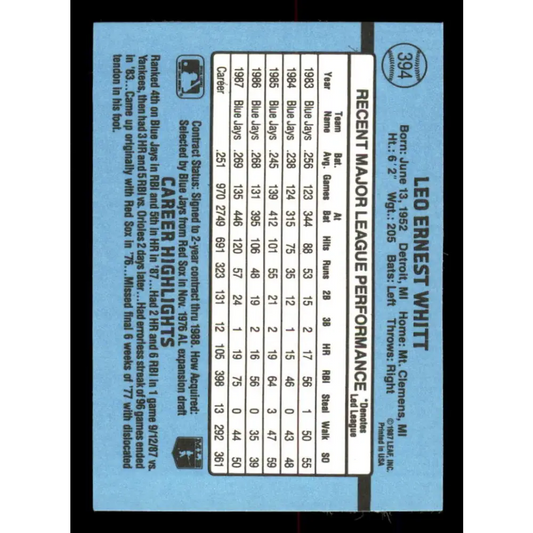 394
LEO ERNEST WHITT
Born: June 13, 1952 Detroit, MI Home: Mt. Clemens, MI
Ht.: 6' 2" Wgt.: 205 Bats: Left Throws: Right
© 1987 LEAF, INC.
Printed in USA
RECENT MAJOR LEAGUE PERFORMANCE
*Denotes
Led League
Year Team Name Bat. Avg. Games At Bat Hits Runs 2B 3B HR RBI Steal Walk SO
1983 Blue Jays .256 123 344 88 53 15 2 17 56 1 50 55
1984 Blue Jays .238 124 315 75 35 12 1 15 46 0 43 48
1985 Blue Jays .245 139 412 101 55 21 2 19 64 3 47 59
1986 Blue Jays .268 131 395 106 48 19 2 16 56 0 35 39
1987 Blue Jays .269 135 446 120 57 24 1 19 75 0 44 50
Career .251 970 2749 691 323 131 12 105 398 13 292 361
Contract Status: Signed to 2-year contract thru 1988. How Acquired:
Selected by Blue Jays from Red Sox in Nov. 1976 AL expansion draft
CAREER HIGHLIGHTS
Ranked 4th on Blue Jays in RBI and 5th in HR in '87...Had 2 HR and 6 RBI in 1 game 9/12/87 vs.
Yankees, then had 3 HR and 5 RBI vs. Orioles 2 days later...Had errorless streak of 96 games ended
in '83...Came up originally with Red Sox in '76...Missed final 6 weeks of '77 with dislocated
tendon in his foot.